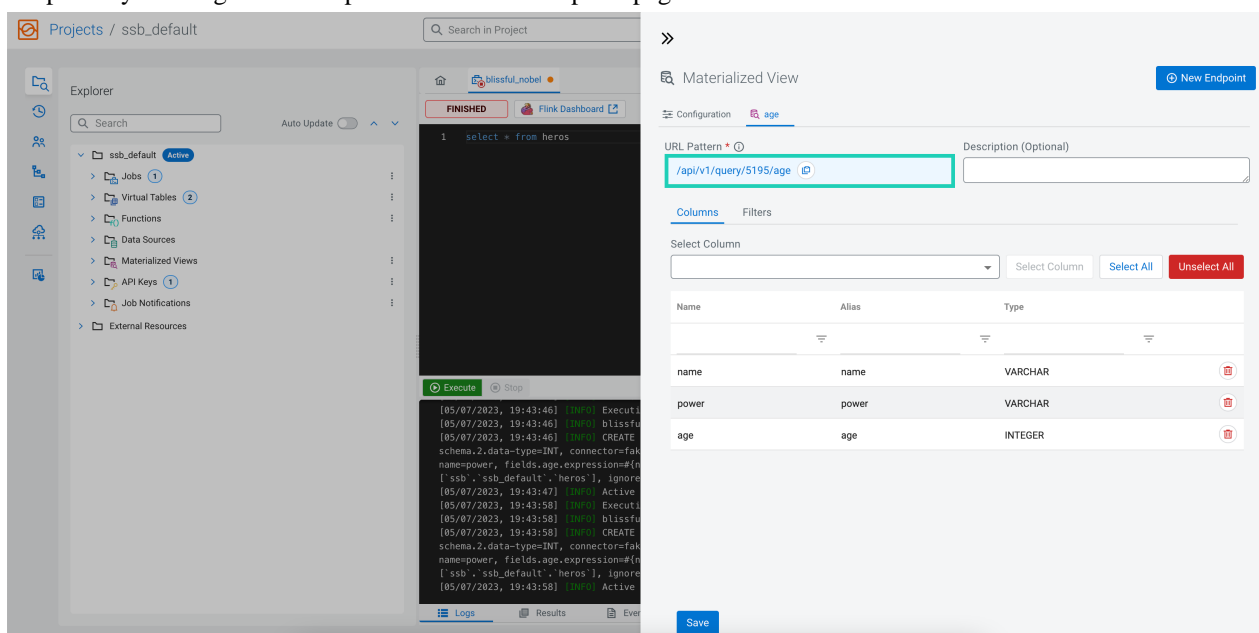 Projects / ssb_default
Search in Project
Explorer
Search
Auto Update
ssb_default Active
Jobs 1
Virtual Tables 2
Functions
Data Sources
Materialized Views
API Keys 1
Job Notifications
External Resources
blissful_nobel
FINISHED
Flink Dashboard
1 select * from heros
Execute
Stop
[05/07/2023, 19:43:46] [INFO] Executi
[05/07/2023, 19:43:46] [INFO] blissfu
[05/07/2023, 19:43:46] [INFO] CREATE
schema.2.data-type=INT, connector=fak
name=power, fields.age.expression=#{n
[`ssb`.`ssb_default`.`heros`], ignore
[05/07/2023, 19:43:47] [INFO] Active
[05/07/2023, 19:43:58] [INFO] Executi
[05/07/2023, 19:43:58] [INFO] blissfu
[05/07/2023, 19:43:58] [INFO] CREATE
schema.2.data-type=INT, connector=fak
name=power, fields.age.expression=#{n
[`ssb`.`ssb_default`.`heros`], ignore
[05/07/2023, 19:43:58] [INFO] Active
Logs
Results
Even
Materialized View
New Endpoint
Configuration
age
URL Pattern *
Description (Optional)
/api/v1/query/5195/age
Columns
Filters
Select Column
Select Column
Select All
Unselect All
Name Alias Type
name name VARCHAR
power power VARCHAR
age age INTEGER
Save